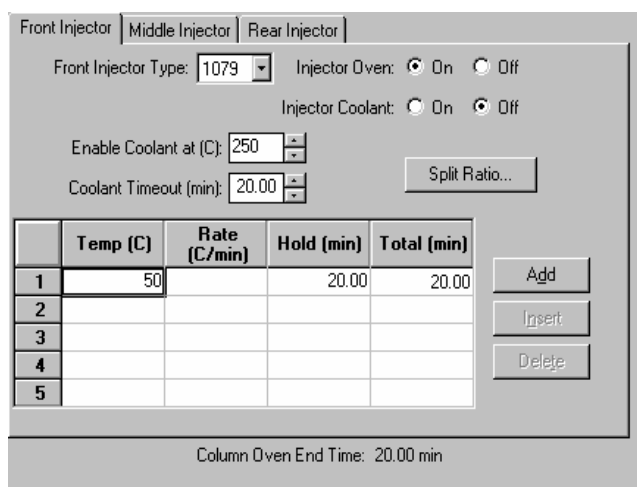 Front Injector Middle Injector Rear Injector
Front Injector Type: 1079 Injector Oven: On Off
Injector Coolant: On Off
Enable Coolant at (C): 250
Coolant Timeout (min): 20.00 Split Ratio...
Temp (C) Rate (C/min) Hold (min) Total (min)
1 50 20.00 20.00
Add
2
Insert
3
4
Delete
5
Column Oven End Time: 20.00 min